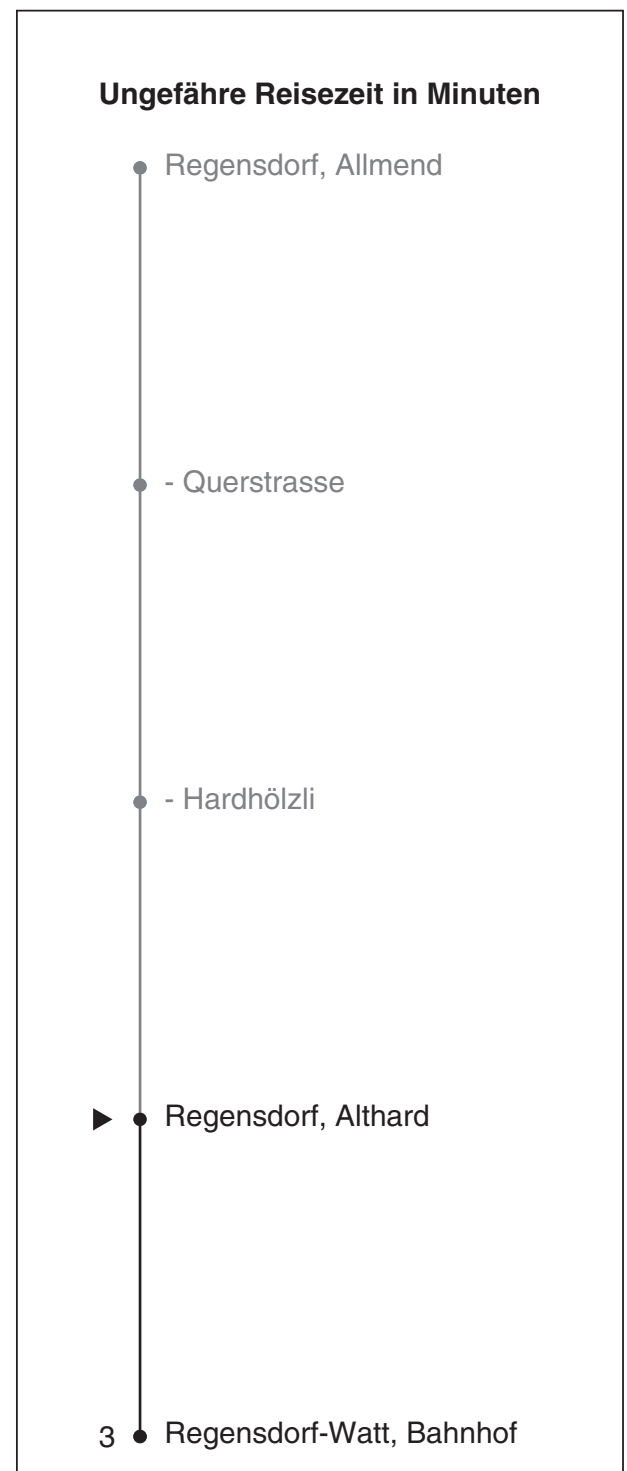 Ungefähre Reisezeit in Minuten
Regensdorf, Allmend
- Querstrasse
- Hardhölzli
Regensdorf, Althard
3 Regensdorf-Watt, Bahnhof